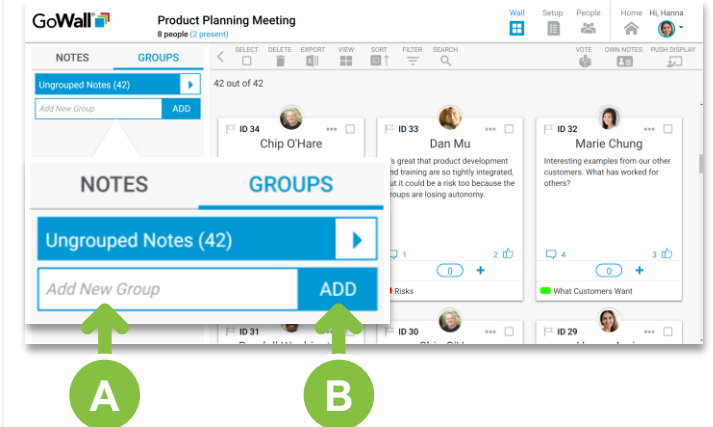 GoWall
Product Planning Meeting
8 people (2 present)
Wall Setup People Home Hi, Hanna
NOTES GROUPS
SELECT DELETE EXPORT VIEW SORT FILTER SEARCH VOTE OWN NOTES PUSH DISPLAY
Ungrouped Notes (42)
Add New Group ADD
42 out of 42
ID 34
Chip O'Hare
ID 33
Dan Mu
's great that product development
nd training are so tightly integrated,
ut it could be a risk too because the
roups are losing autonomy.
1 2
0 +
Risks
ID 32
Marie Chung
Interesting examples from our other
customers. What has worked for
others?
4 3
0 +
What Customers Want
NOTES GROUPS
Ungrouped Notes (42)
Add New Group ADD
ID 31
ID 30
ID 29
A B